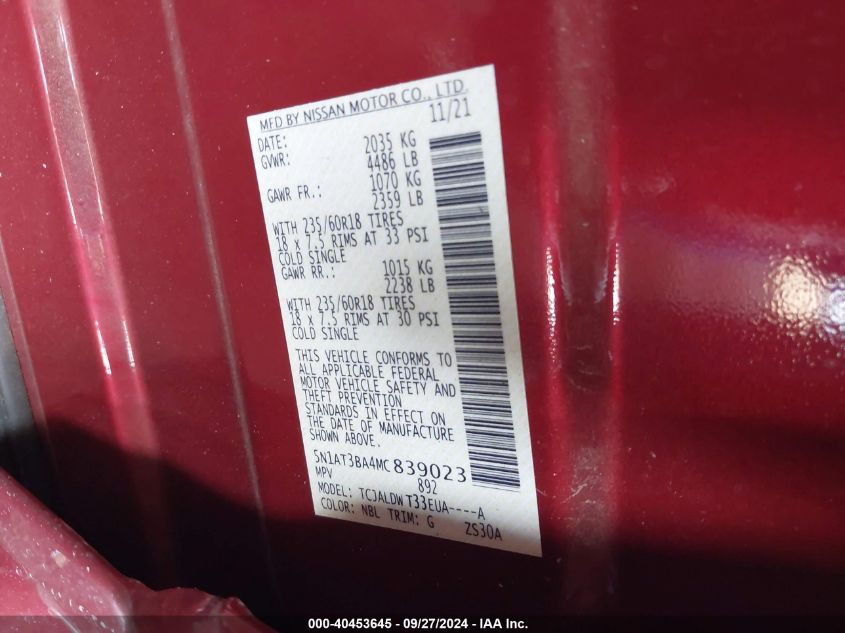 MFD BY NISSAN MOTOR CO., LTD.
DATE: 11/21
GVWR: 2035 KG
4486 LB
GAWR FR.: 1070 KG
2359 LB
WITH 235/60R18 TIRES
18 x 7.5 RIMS AT 33 PSI
COLD SINGLE
GAWR RR.: 1015 KG
2238 LB
WITH 235/60R18 TIRES
18 x 7.5 RIMS AT 30 PSI
COLD SINGLE
THIS VEHICLE CONFORMS TO
ALL APPLICABLE FEDERAL
MOTOR VEHICLE SAFETY AND
THEFT PREVENTION
STANDARDS IN EFFECT ON
THE DATE OF MANUFACTURE
SHOWN ABOVE.
5N1AT3BA4MC 839023
MPV 892
MODEL: TCJALDW T33EUA----A
COLOR: NBL TRIM: G ZS30A
000-40453645 - 09/27/2024 - IAA Inc.